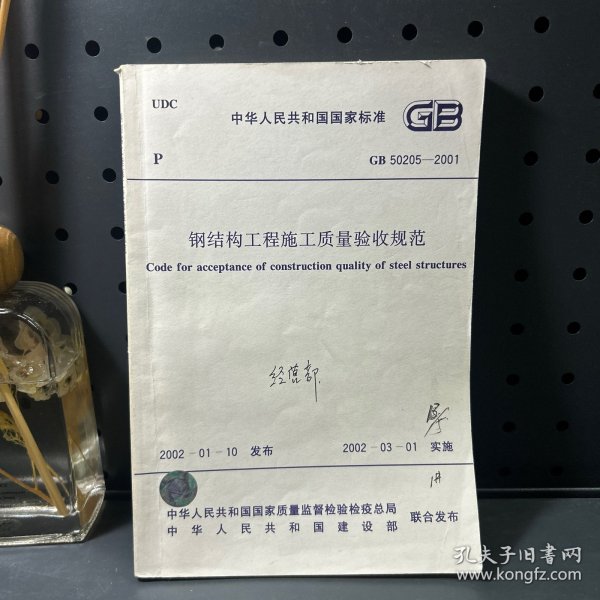 UDC
中华人民共和国国家标准 GB
P
GB 50205—2001
钢结构工程施工质量验收规范
Code for acceptance of construction quality of steel structures
经营部
2002-01-10 发布 2002-03-01 实施
中华人民共和国国家质量监督检验检疫总局
中华人民共和国建设部
联合发布
孔夫子旧书网
www.kongfz.com